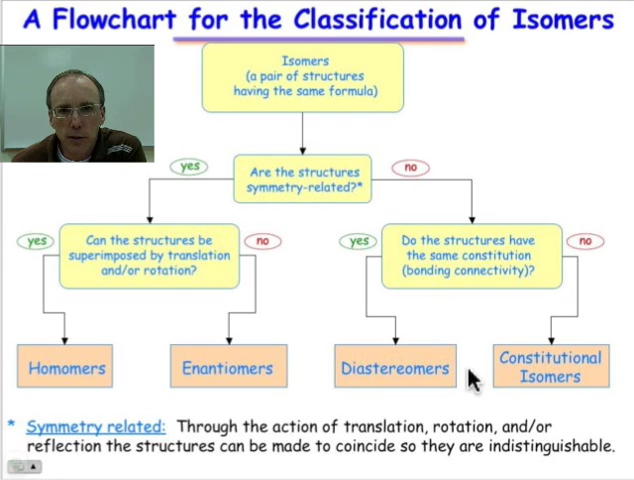 A Flowchart for the Classification of Isomers
Isomers
(a pair of structures
having the same formula)
yes
Are the structures
symmetry-related?*
no
yes
Can the structures be
superimposed by translation
and/or rotation?
no
yes
Do the structures have
the same constitution
(bonding connectivity)?
no
Homomers
Enantiomers
Diastereomers
Constitutional
Isomers
* Symmetry related: Through the action of translation, rotation, and/or
reflection the structures can be made to coincide so they are indistinguishable.